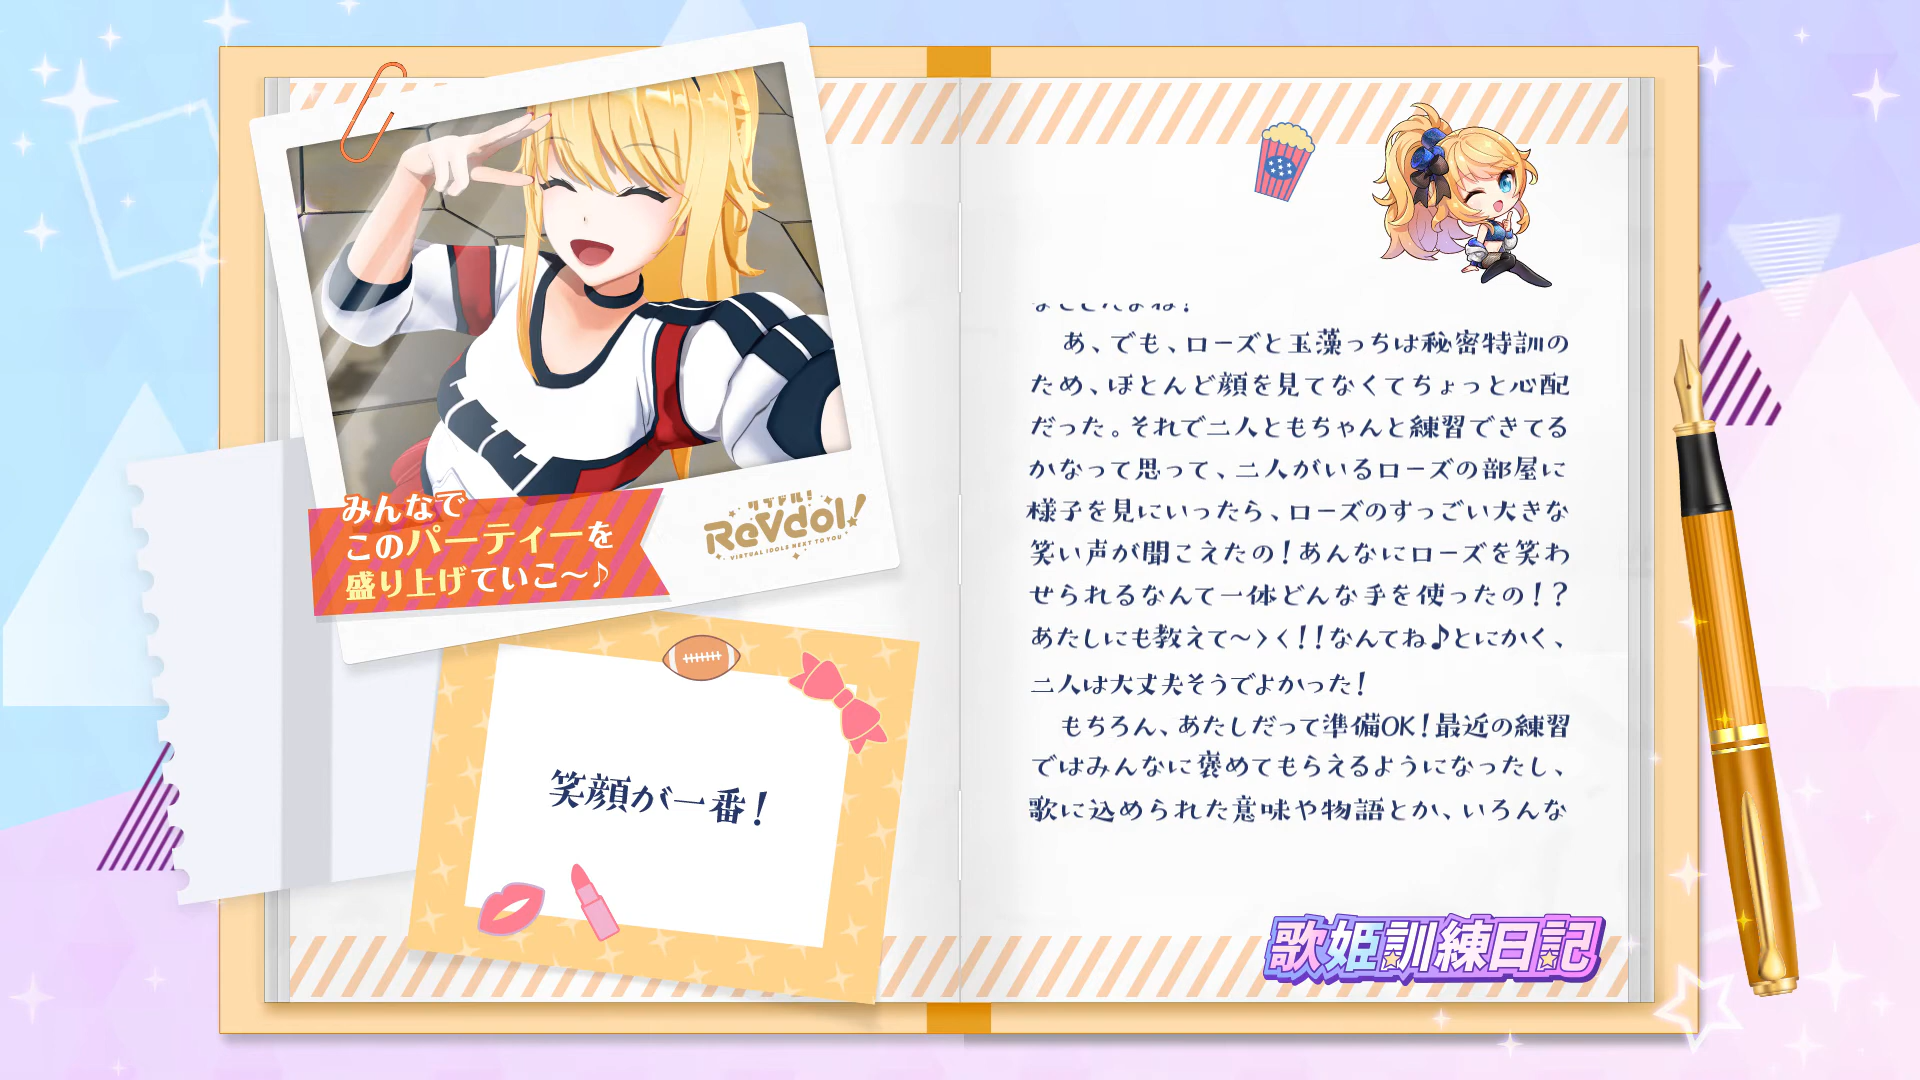 みんなで
このパーティーを
盛り上げていこ～♪
リブドル!
ReVdol!
VIRTUAL IDOLS NEXT TO YOU
笑顔が一番！
あ、でも、ローズと玉藻っちは秘密特訓の
ため、ほとんど顔を見てなくてちょっと心配
だった。それで二人ともちゃんと練習できてる
かなって思って、二人がいるローズの部屋に
様子を見にいったら、ローズのすっごい大きな
笑い声が聞こえたの！あんなにローズを笑わ
せられるなんて一体どんな手を使ったの！？
あたしにも教えて～＞＜！！なんてね♪とにかく、
二人は大丈夫そうでよかった！
もちろん、あたしだって準備OK！最近の練習
ではみんなに褒めてもらえるようになったし、
歌に込められた意味や物語とか、いろんな
歌姫訓練日記